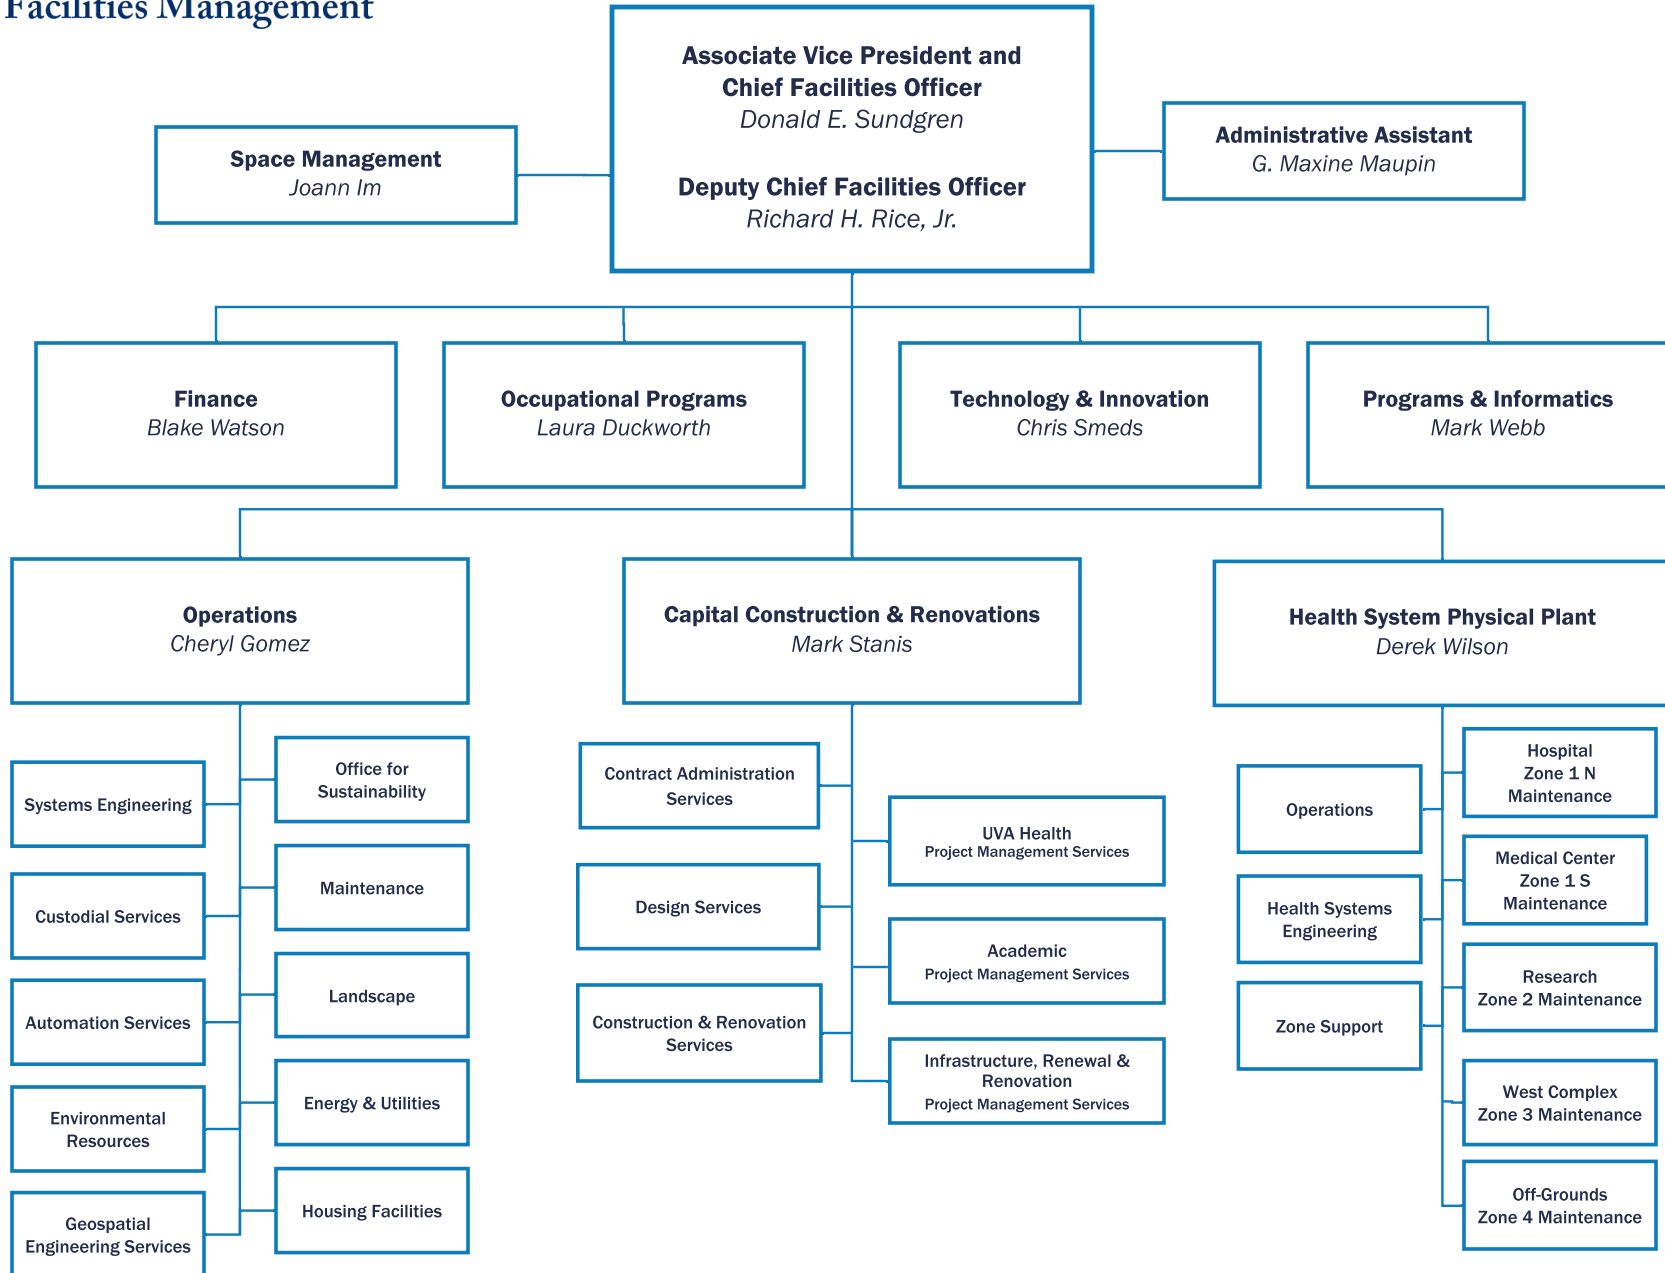 Facilities Management
Associate Vice President and
Chief Facilities Officer
Donald E. Sundgren
Deputy Chief Facilities Officer
Richard H. Rice, Jr.
Space Management
Joann Im
Administrative Assistant
G. Maxine Maupin
Finance
Blake Watson
Occupational Programs
Laura Duckworth
Technology & Innovation
Chris Smeds
Programs & Informatics
Mark Webb
Operations
Cheryl Gomez
Capital Construction & Renovations
Mark Stanis
Health System Physical Plant
Derek Wilson
Systems Engineering
Custodial Services
Automation Services
Environmental
Resources
Geospatial
Engineering Services
Office for
Sustainability
Maintenance
Landscape
Energy & Utilities
Housing Facilities
Contract Administration
Services
Design Services
Construction & Renovation
Services
UVA Health
Project Management Services
Academic
Project Management Services
Infrastructure, Renewal &
Renovation
Project Management Services
Operations
Health Systems
Engineering
Zone Support
Hospital
Zone 1 N
Maintenance
Medical Center
Zone 1 S
Maintenance
Research
Zone 2 Maintenance
West Complex
Zone 3 Maintenance
Off-Grounds
Zone 4 Maintenance